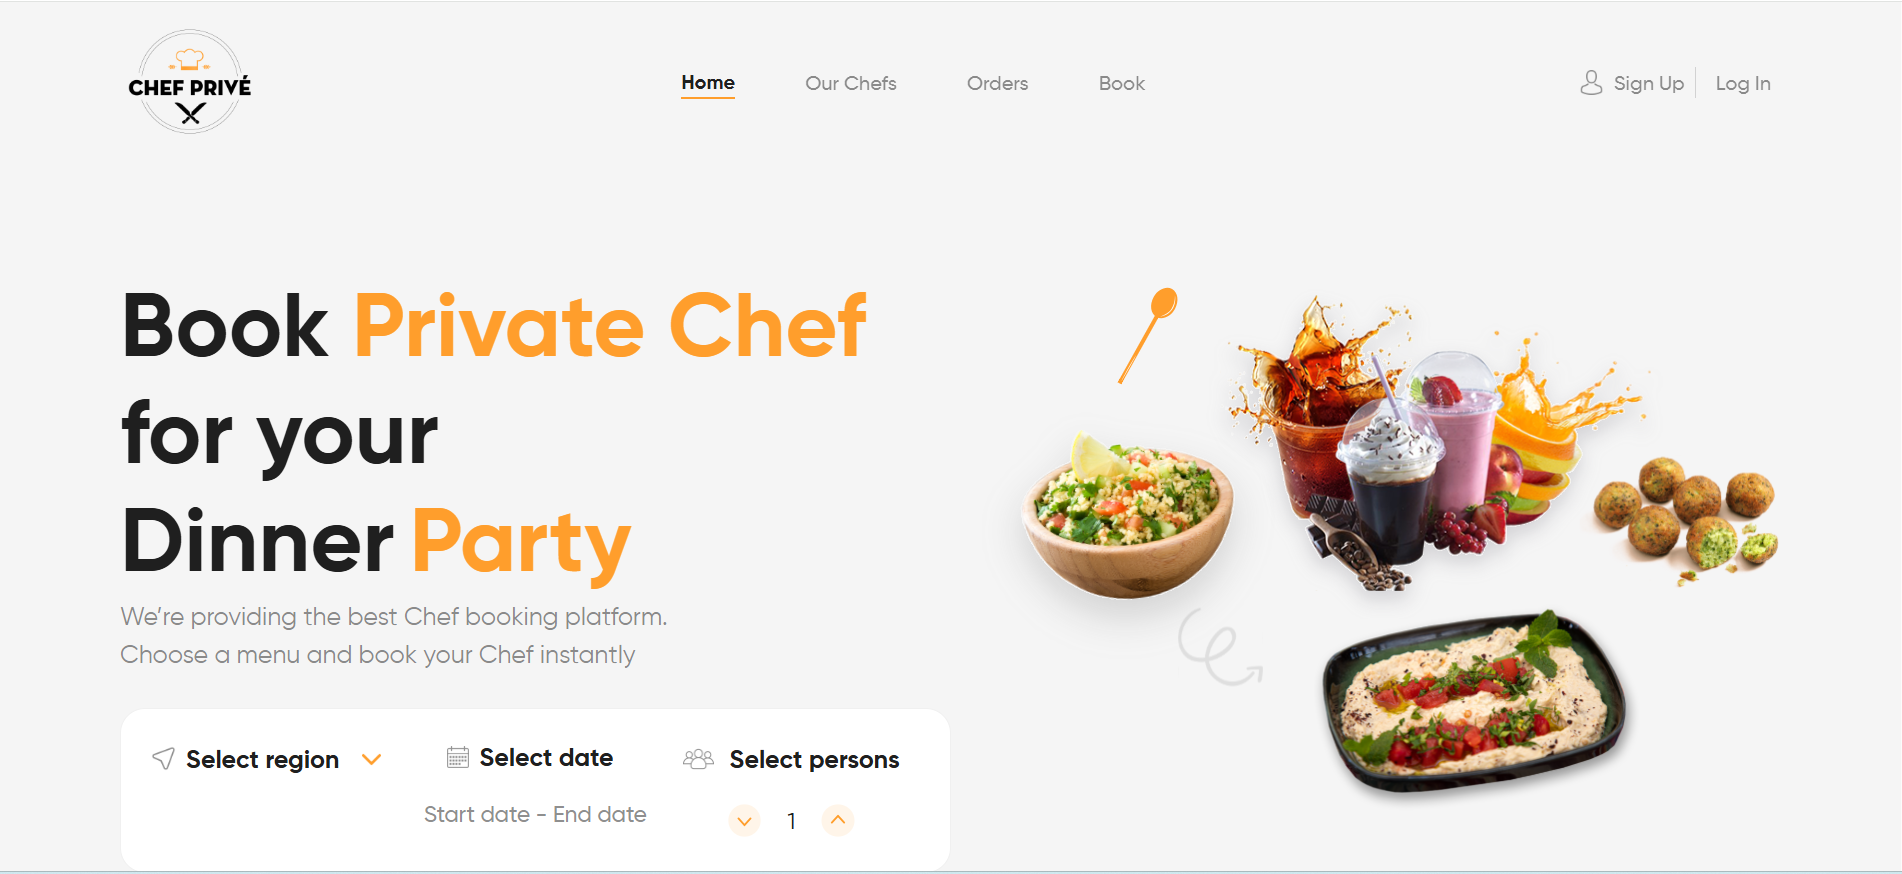 CHEF PRIVÉ
Home
Our Chefs
Orders
Book
Sign Up
Log In
Book Private Chef
for your
Dinner Party
We're providing the best Chef booking platform.
Choose a menu and book your Chef instantly
Select region
Select date
Select persons
Start date - End date
1